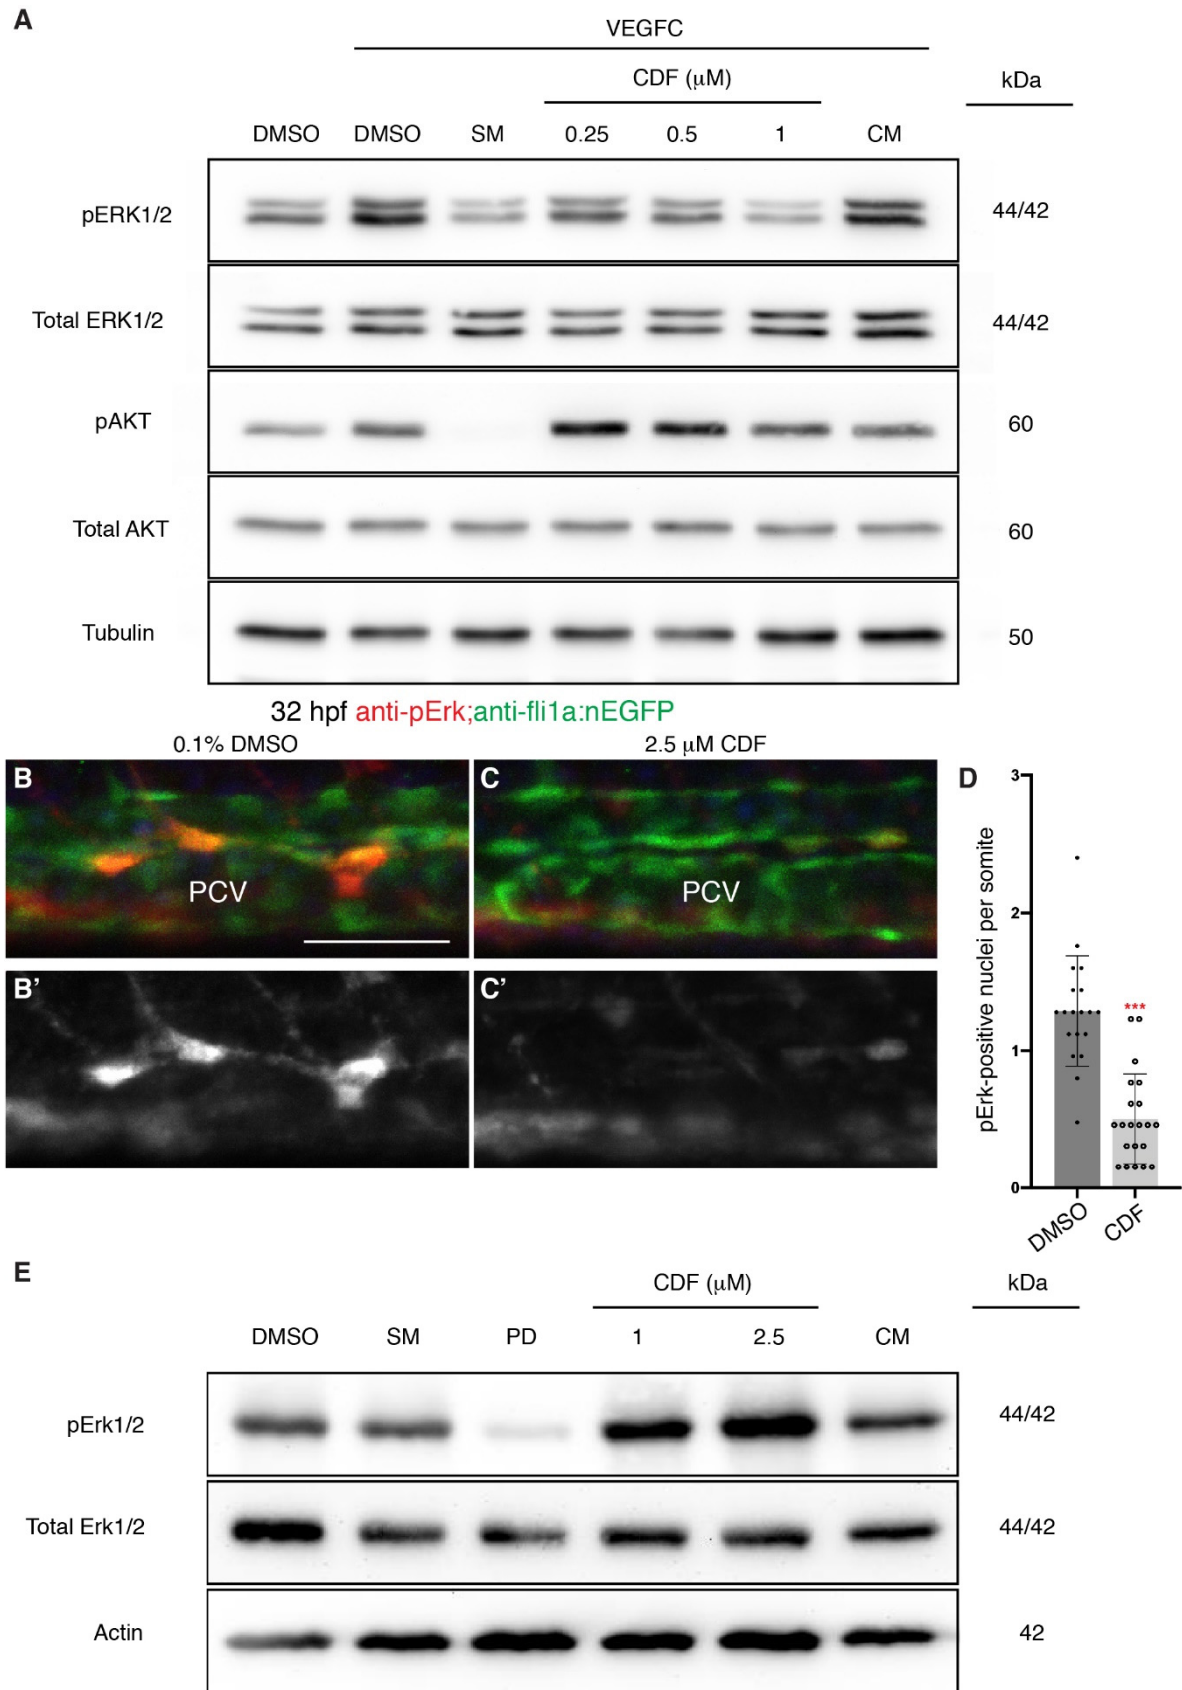 A
VEGFC
CDF (μM)
kDa
DMSO DMSO SM 0.25 0.5 1 CM
pERK1/2 44/42
Total ERK1/2 44/42
pAKT 60
Total AKT 60
Tubulin 50
32 hpf anti-pErk;anti-fli1a:nEGFP
0.1% DMSO 2.5 μM CDF
B PCV
C PCV
B’
C’
D
pErk-positive nuclei per somite
3
2
1
0
***
DMSO CDF
E
CDF (μM) kDa
DMSO SM PD 1 2.5 CM
pErk1/2 44/42
Total Erk1/2 44/42
Actin 42